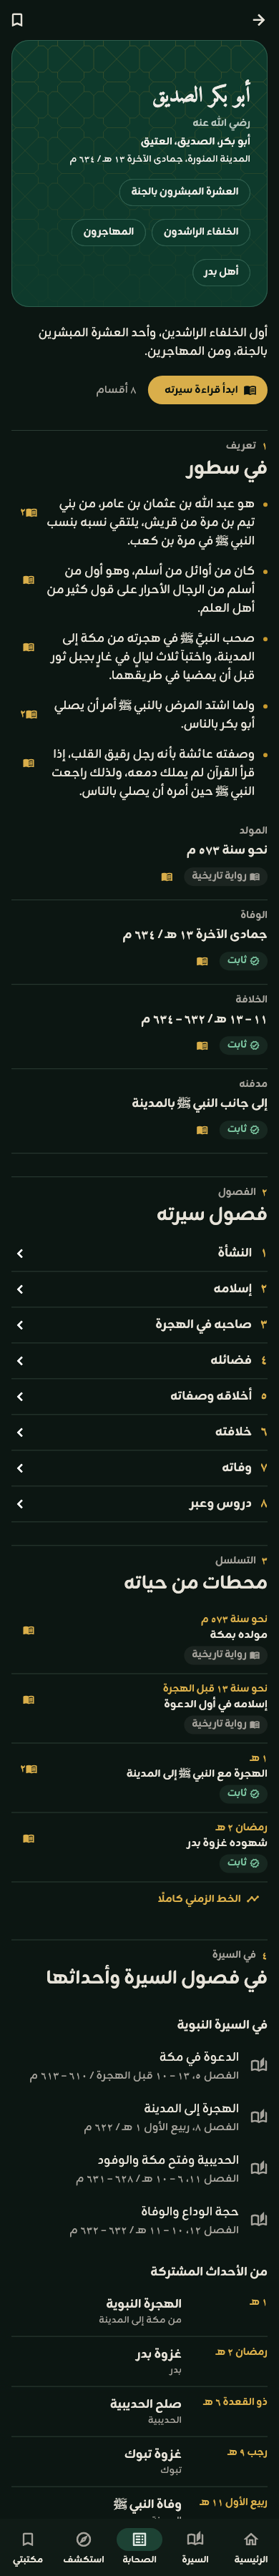 أبو بكر الصديق
رضي الله عنه
أبو بكر، الصديق، العتيق
المدينة المنورة، جمادى الآخرة ١٣ هـ / ٦٣٤ م
العشرة المبشرون بالجنة
الخلفاء الراشدون
المهاجرون
أهل بدر
أول الخلفاء الراشدين، وأحد العشرة المبشرين
بالجنة، ومن المهاجرين.
ابدأ قراءة سيرته
٨ أقسام
١ تعريف
في سطور
هو عبد الله بن عثمان بن عامر، من بني
تيم بن مرة من قريش، يلتقي نسبه بنسب
النبي ﷺ في مرة بن كعب.
٢
كان من أوائل من أسلم، وهو أول من
أسلم من الرجال الأحرار على قول كثير من
أهل العلم.
صحب النبيَّ ﷺ في هجرته من مكة إلى
المدينة، واختبآ ثلاث ليالٍ في غارٍ بجبل ثور
قبل أن يمضيا في طريقهما.
ولما اشتد المرض بالنبي ﷺ أمر أن يصلي
أبو بكر بالناس.
٢
وصفته عائشة بأنه رجل رقيق القلب، إذا
قرأ القرآن لم يملك دمعه، ولذلك راجعت
النبي ﷺ حين أمره أن يصلي بالناس.
المولد
نحو سنة ٥٧٣ م
رواية تاريخية
الوفاة
جمادى الآخرة ١٣ هـ / ٦٣٤ م
ثابت
الخلافة
١١ – ١٣ هـ / ٦٣٢ – ٦٣٤ م
ثابت
مدفنه
إلى جانب النبي ﷺ بالمدينة
ثابت
٢ الفصول
فصول سيرته
١ النشأة
٢ إسلامه
٣ صاحبه في الهجرة
٤ فضائله
٥ أخلاقه وصفاته
٦ خلافته
٧ وفاته
٨ دروس وعبر
٣ التسلسل
محطات من حياته
نحو سنة ٥٧٣ م
مولده بمكة
رواية تاريخية
نحو سنة ١٣ قبل الهجرة
إسلامه في أول الدعوة
رواية تاريخية
١ هـ
الهجرة مع النبي ﷺ إلى المدينة
٢
ثابت
رمضان ٢ هـ
شهوده غزوة بدر
ثابت
الخط الزمني كاملًا
٤ في السيرة
في فصول السيرة وأحداثها
في السيرة النبوية
الدعوة في مكة
الفصل ٥، ١٣ – ١٠ قبل الهجرة / ٦١٠ – ٦١٣ م
الهجرة إلى المدينة
الفصل ٨، ربيع الأول ١ هـ / ٦٢٢ م
الحديبية وفتح مكة والوفود
الفصل ١١، ٦ – ١٠ هـ / ٦٢٨ – ٦٣١ م
حجة الوداع والوفاة
الفصل ١٢، ١٠ – ١١ هـ / ٦٣٢ – ٦٣٢ م
من الأحداث المشتركة
١ هـ
الهجرة النبوية
من مكة إلى المدينة
رمضان ٢ هـ
غزوة بدر
بدر
ذو القعدة ٦ هـ
صلح الحديبية
الحديبية
رجب ٩ هـ
غزوة تبوك
تبوك
ربيع الأول ١١ هـ
وفاة النبي ﷺ
الرئيسية
السيرة
الصحابة
استكشف
مكتبتي